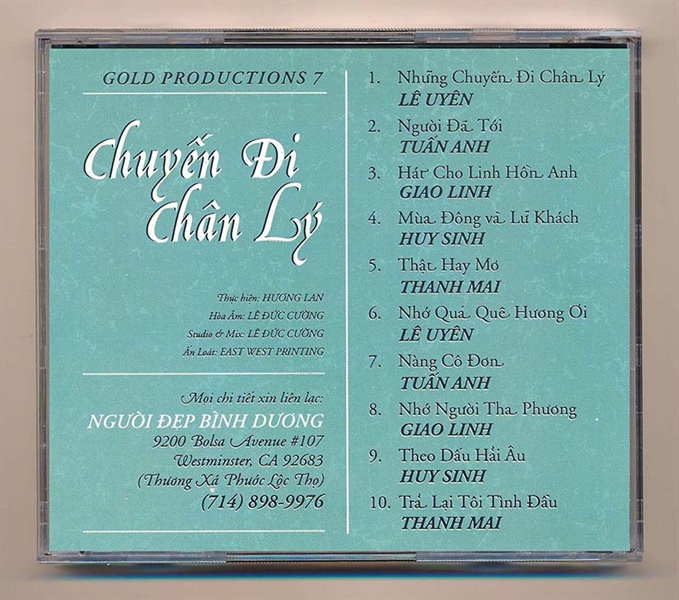 GOLD PRODUCTIONS 7
Chuyến Đi
Chân Lý
Thực hiện: HƯƠNG LAN
Hòa Âm: LÊ ĐỨC CƯỜNG
Studio & Mix: LÊ ĐỨC CƯỜNG
Ấn Loát: EAST WEST PRINTING
Mọi chi tiết xin liên lạc:
NGƯỜI ĐẸP BÌNH DƯƠNG
9200 Bolsa Avenue #107
Westminster, CA 92683
(Thương Xá Phước Lộc Thọ)
(714) 898-9976
1. Những Chuyến Đi Chân Lý
LÊ UYÊN
2. Người Đã Tới
TUẤN ANH
3. Hát Cho Linh Hồn Anh
GIAO LINH
4. Mùa Đông và Lữ Khách
HUY SINH
5. Thật Hay Mơ
THANH MAI
6. Nhớ Quá Quê Hương Ơi
LÊ UYÊN
7. Nàng Cô Đơn
TUẤN ANH
8. Nhớ Người Tha Phương
GIAO LINH
9. Theo Dấu Hải Âu
HUY SINH
10. Trả Lại Tôi Tình Đầu
THANH MAI